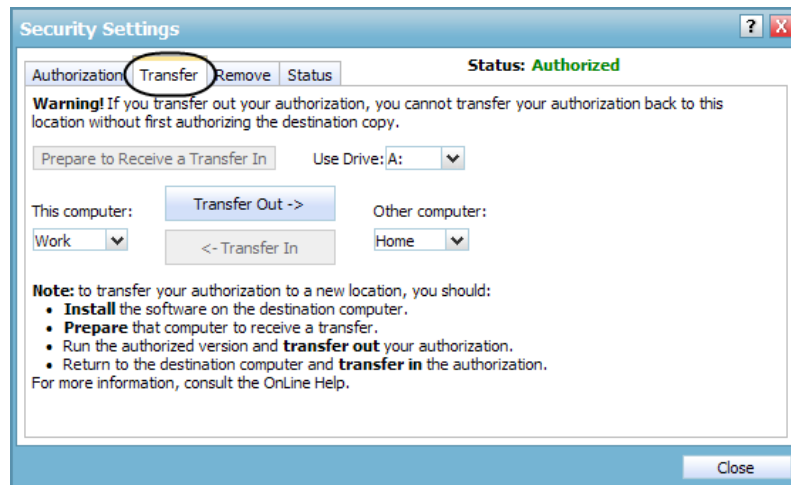 Security Settings
? X
Authorization Transfer Remove Status
Status: Authorized
Warning! If you transfer out your authorization, you cannot transfer your authorization back to this
location without first authorizing the destination copy.
Prepare to Receive a Transfer In Use Drive: A:
Transfer Out ->
This computer: Other computer:
Work Home
<- Transfer In
Note: to transfer your authorization to a new location, you should:
• Install the software on the destination computer.
• Prepare that computer to receive a transfer.
• Run the authorized version and transfer out your authorization.
• Return to the destination computer and transfer in the authorization.
For more information, consult the OnLine Help.
Close